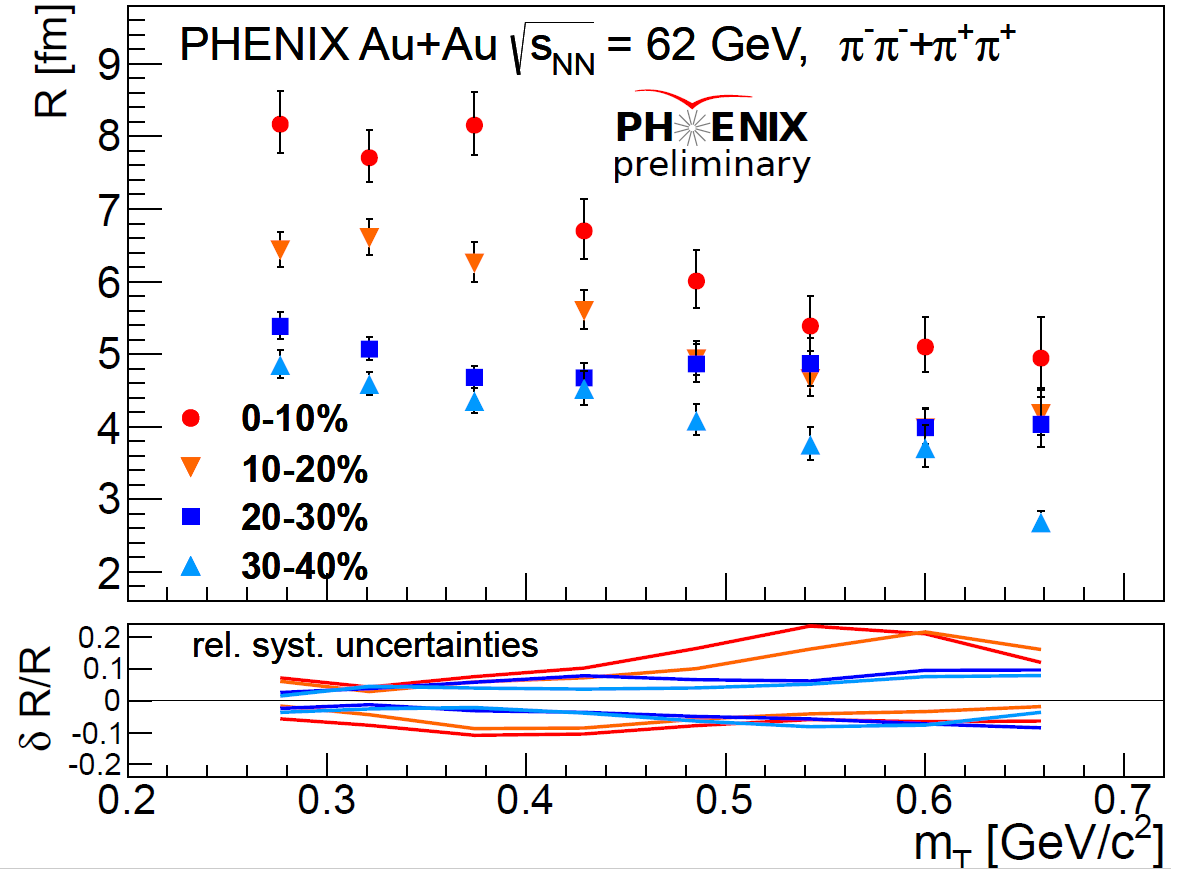 PHENIX Au+Au √sNN = 62 GeV, π-π-+π+π+
PHENIX
preliminary
R [fm]
9
8
7
6
5
4
3
2
0-10%
10-20%
20-30%
30-40%
rel. syst. uncertainties
δ R/R
0.2
0.1
0
-0.1
-0.2
0.2 0.3 0.4 0.5 0.6 0.7
mT [GeV/c2]